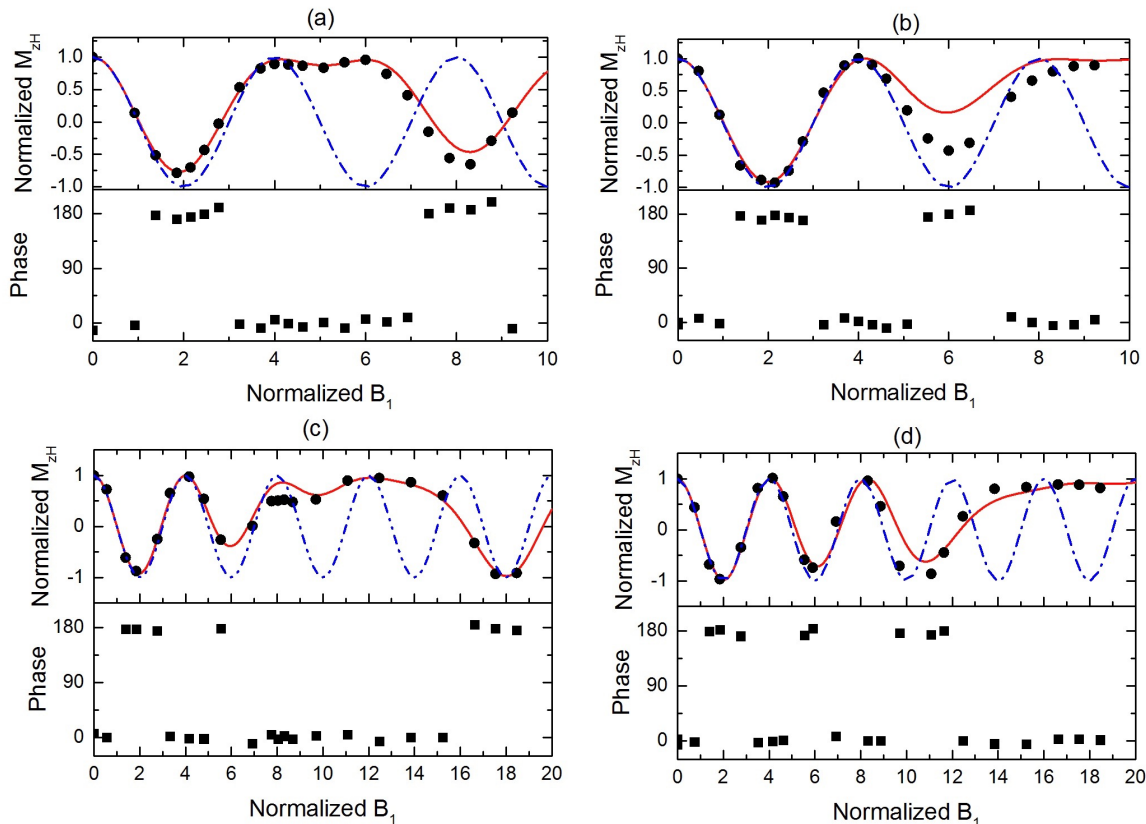 (a)
Normalized M_zH
1.0
0.5
0.0
-0.5
-1.0
Phase
180
90
0
0 2 4 6 8 10
Normalized B_1
(b)
Normalized M_zH
1.0
0.5
0.0
-0.5
-1.0
Phase
180
90
0
0 2 4 6 8 10
Normalized B_1
(c)
Normalized M_zH
1
0
-1
Phase
180
90
0
0 2 4 6 8 10 12 14 16 18 20
Normalized B_1
(d)
Normalized M_zH
1
0
-1
Phase
180
90
0
0 2 4 6 8 10 12 14 16 18 20
Normalized B_1